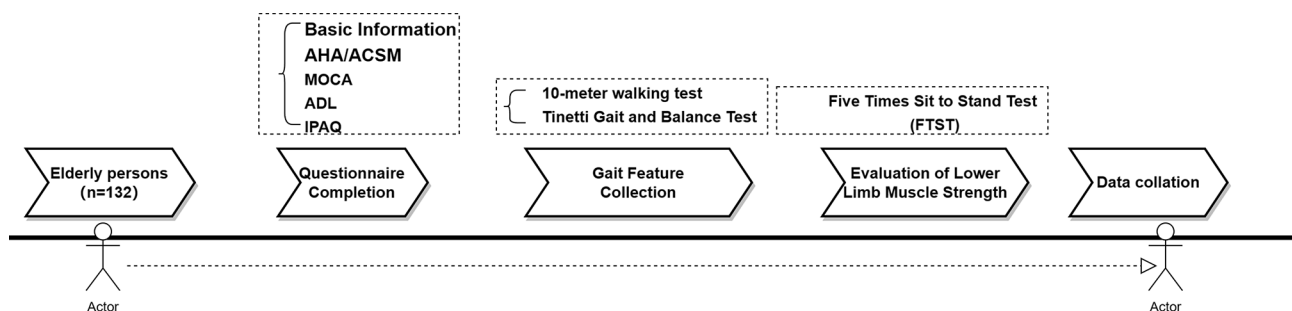 Basic Information
AHA/ACSM
MOCA
ADL
IPAQ
10-meter walking test
Tinetti Gait and Balance Test
Five Times Sit to Stand Test
(FTST)
Elderly persons
(n=132)
Questionnaire
Completion
Gait Feature
Collection
Evaluation of Lower
Limb Muscle Strength
Data collation
Actor
Actor